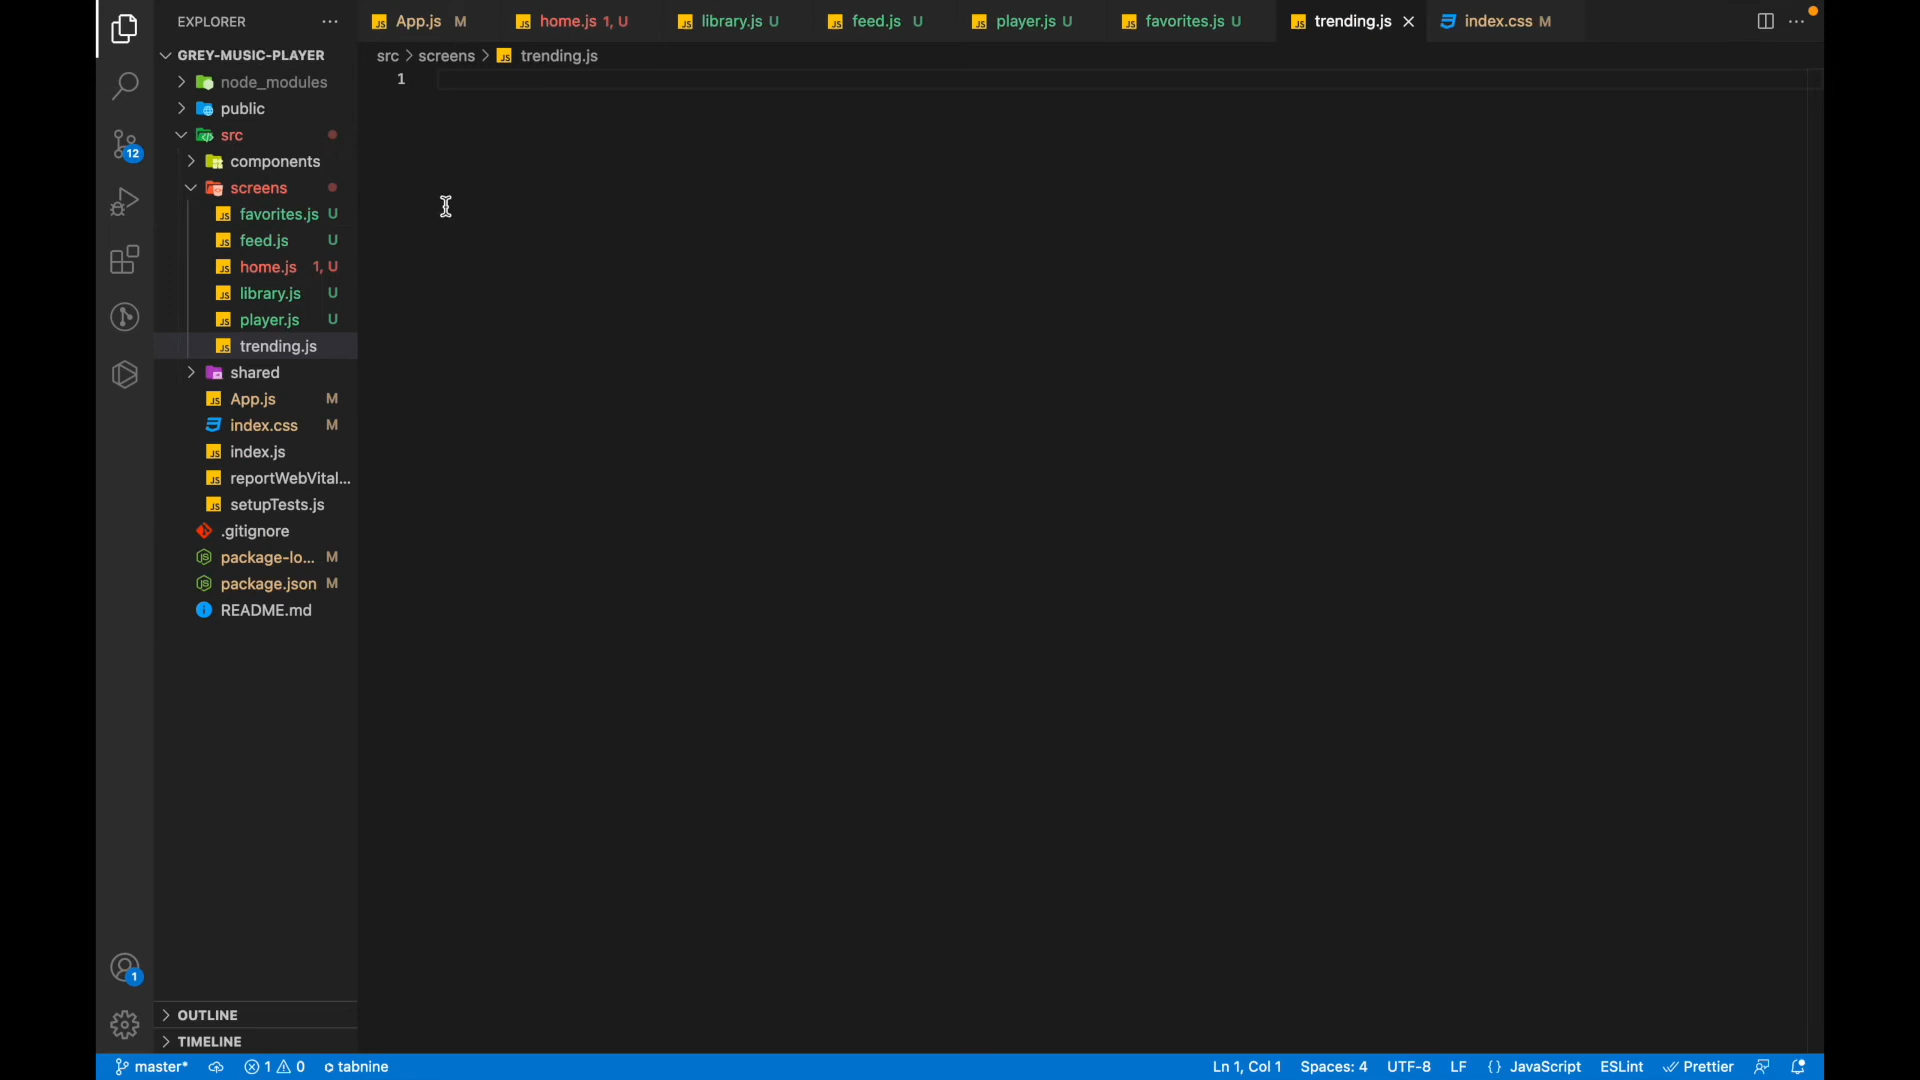 EXPLORER
GREY-MUSIC-PLAYER
node_modules
public
src
components
screens
favorites.js U
feed.js U
home.js 1, U
library.js U
player.js U
trending.js
shared
App.js M
index.css M
index.js
reportWebVital...
setupTests.js
.gitignore
package-lo... M
package.json M
README.md
OUTLINE
TIMELINE
12
1
App.js M
home.js 1, U
library.js U
feed.js U
player.js U
favorites.js U
trending.js
index.css M
src > screens > JS trending.js
1
master*
1 0
tabnine
Ln 1, Col 1
Spaces: 4
UTF-8
LF
{} JavaScript
ESLint
Prettier